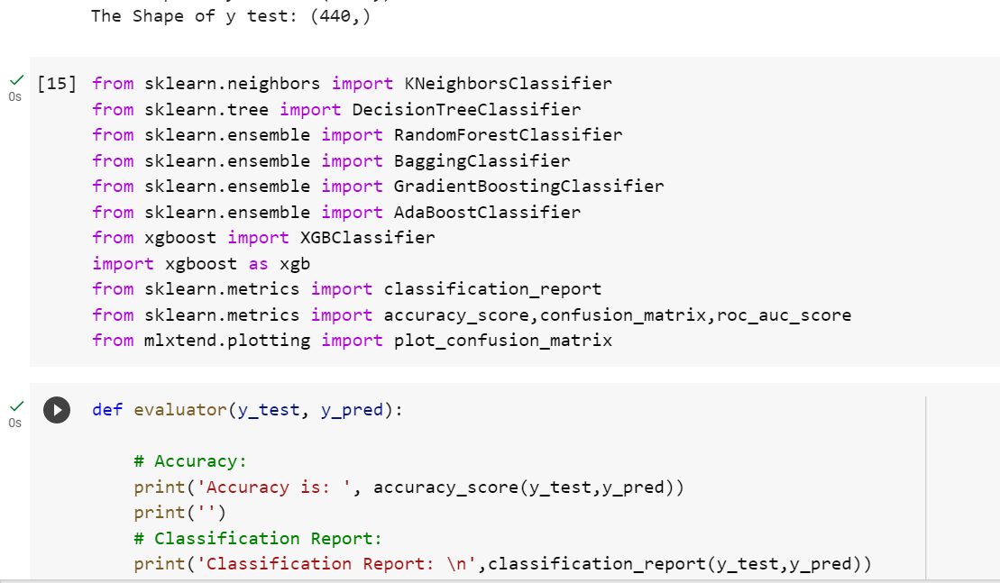 The Shape of y test: (440,)
[15] from sklearn.neighbors import KNeighborsClassifier
0s
from sklearn.tree import DecisionTreeClassifier
from sklearn.ensemble import RandomForestClassifier
from sklearn.ensemble import BaggingClassifier
from sklearn.ensemble import GradientBoostingClassifier
from sklearn.ensemble import AdaBoostClassifier
from xgboost import XGBClassifier
import xgboost as xgb
from sklearn.metrics import classification_report
from sklearn.metrics import accuracy_score,confusion_matrix,roc_auc_score
from mlxtend.plotting import plot_confusion_matrix
def evaluator(y_test, y_pred):
0s
# Accuracy:
print('Accuracy is: ', accuracy_score(y_test,y_pred))
print('')
# Classification Report:
print('Classification Report: \n',classification_report(y_test,y_pred))